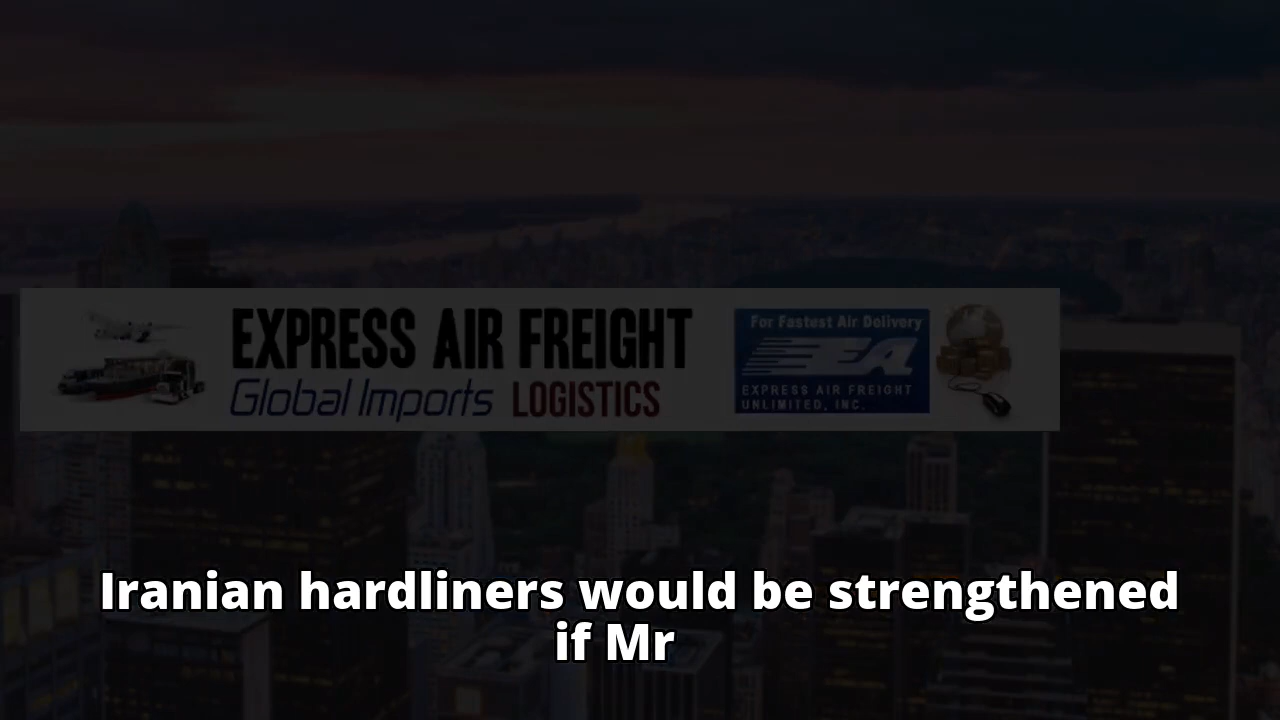 EXPRESS AIR FREIGHT
Global Imports LOGISTICS
For Fastest Air Delivery
EA
EXPRESS AIR FREIGHT
UNLIMITED, INC.
Iranian hardliners would be strengthened
if Mr